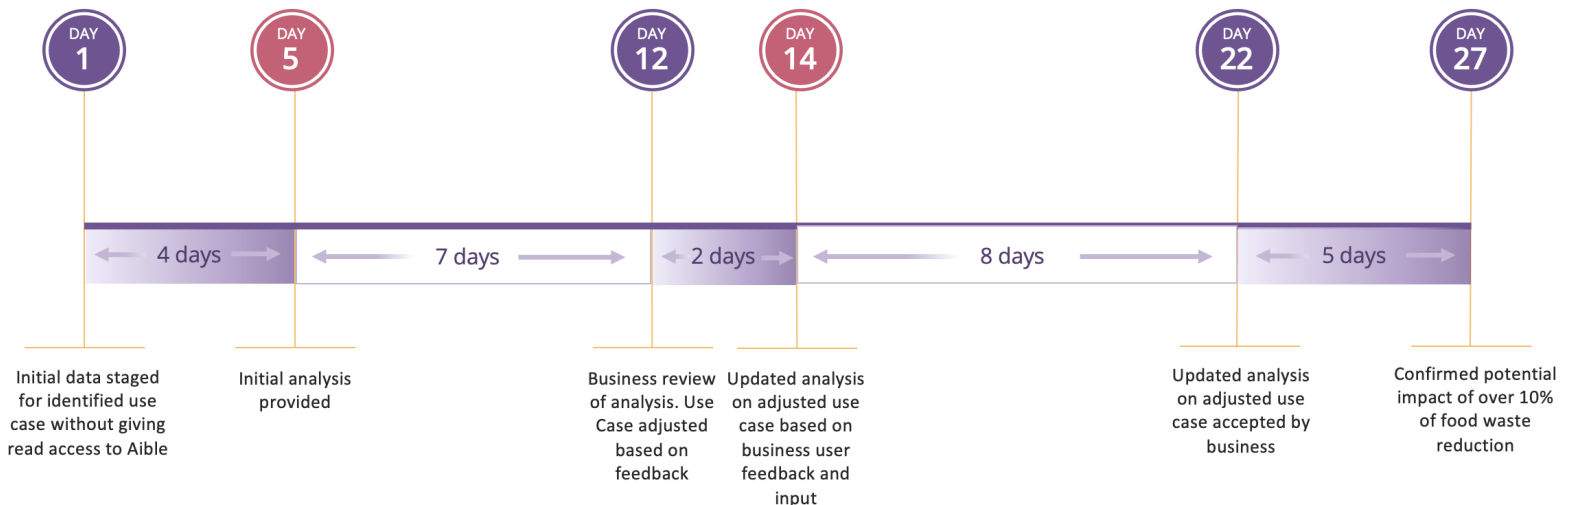 DAY
1
DAY
5
DAY
12
DAY
14
DAY
22
DAY
27
4 days
7 days
2 days
8 days
5 days
Initial data staged
for identified use
case without giving
read access to Aible
Initial analysis
provided
Business review
of analysis. Use
Case adjusted
based on
feedback
Updated analysis
on adjusted use
case based on
business user
feedback and
input
Updated analysis
on adjusted use
case accepted by
business
Confirmed potential
impact of over 10%
of food waste
reduction